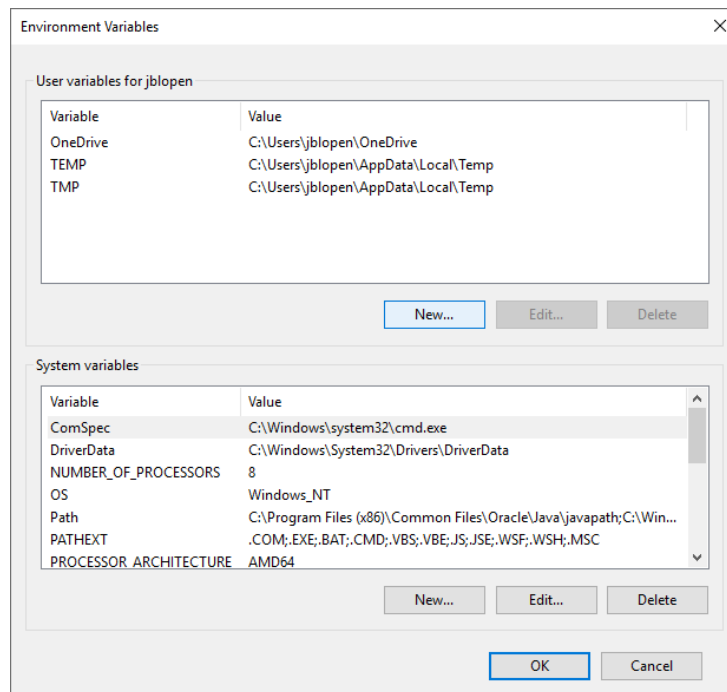 Environment Variables
User variables for jblopen
Variable Value
OneDrive C:\Users\jblopen\OneDrive
TEMP C:\Users\jblopen\AppData\Local\Temp
TMP C:\Users\jblopen\AppData\Local\Temp
New... Edit... Delete
System variables
Variable Value
ComSpec C:\Windows\system32\cmd.exe
DriverData C:\Windows\System32\Drivers\DriverData
NUMBER_OF_PROCESSORS 8
OS Windows_NT
Path C:\Program Files (x86)\Common Files\Oracle\Java\javapath;C:\Win...
PATHEXT .COM;.EXE;.BAT;.CMD;.VBS;.VBE;.JS;.JSE;.WSF;.WSH;.MSC
PROCESSOR_ARCHITECTURE AMD64
New... Edit... Delete
OK Cancel